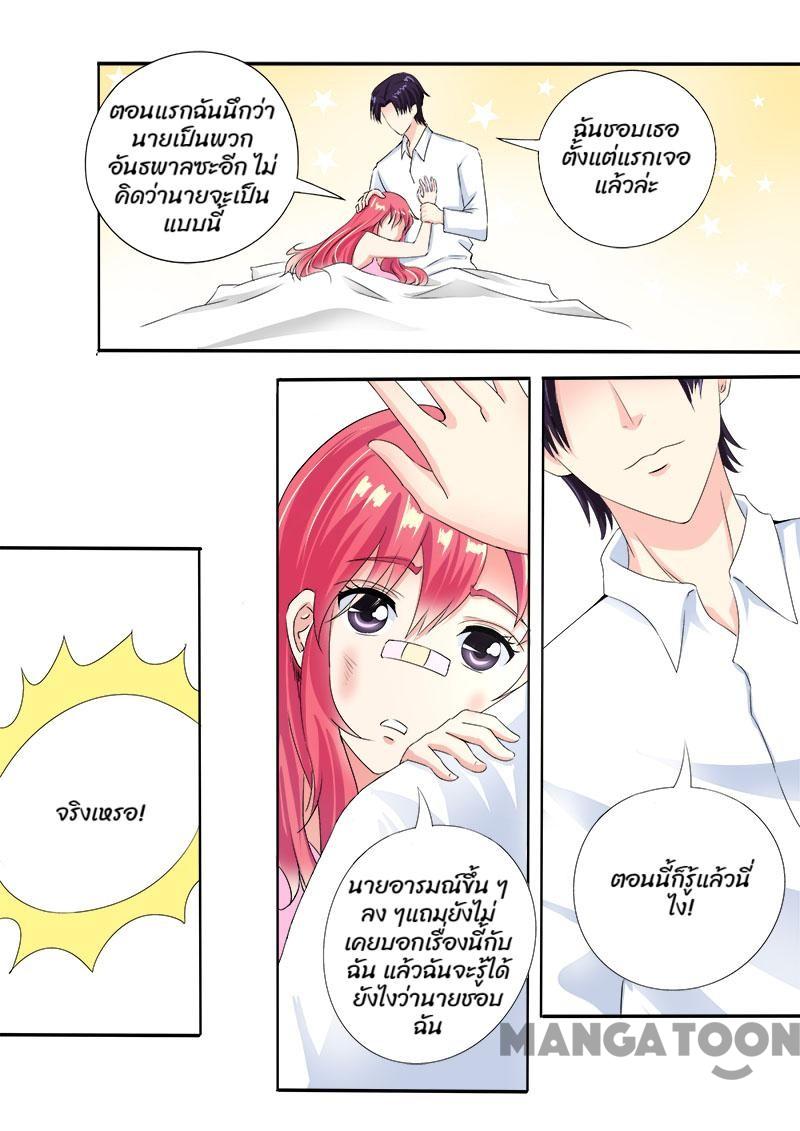 ฉันชอบเธอ
ตั้งแต่แรกเจอ
แล้วล่ะ
ตอนแรกฉันนึกว่า
นายเป็นพวก
อันธพาลซะอีก ไม่
คิดว่านายจะเป็น
แบบนี้
ตอนนี้ก็รู้แล้วนี่
ไง!
นายอารมณ์ขึ้น ๆ
ลง ๆแถมยังไม่
เคยบอกเรื่องนี้กับ
ฉัน แล้วฉันจะรู้ได้
ยังไงว่านายชอบ
ฉัน
จริงเหรอ!
MANGATOON